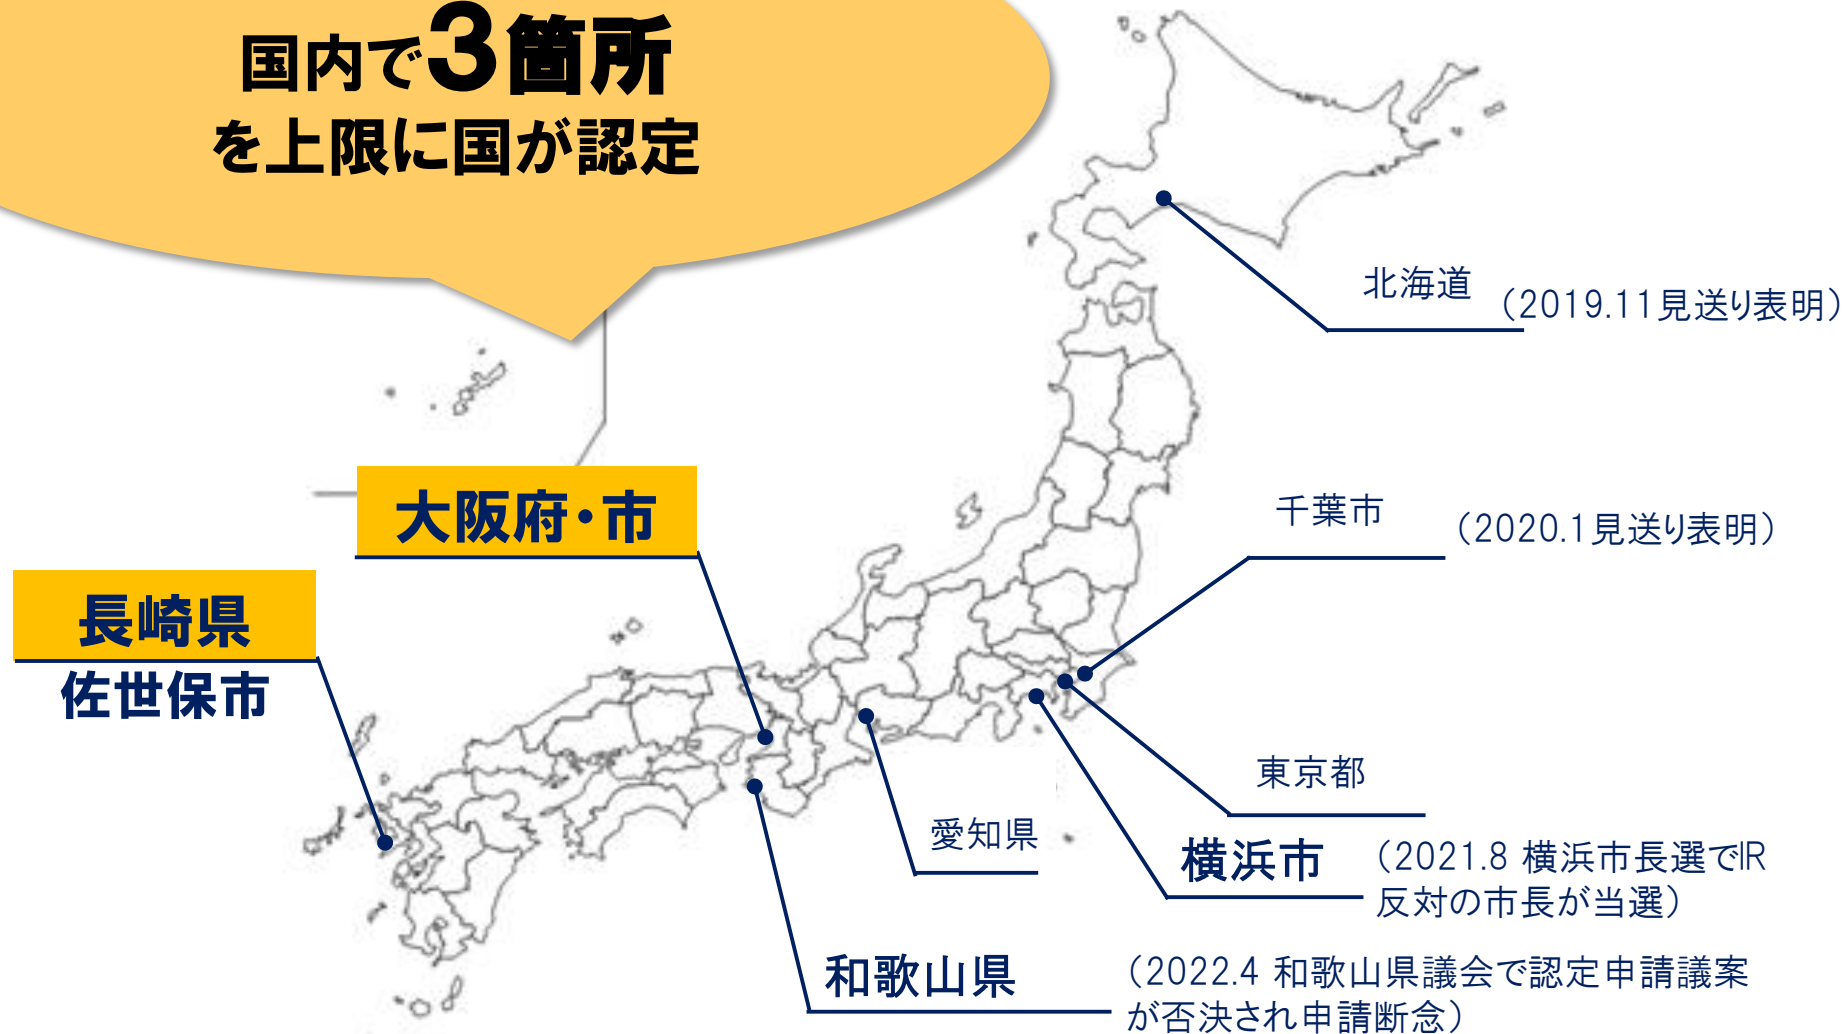 国内で3箇所
を上限に国が認定
北海道
(2019.11見送り表明)
大阪府・市
千葉市
(2020.1見送り表明)
長崎県
佐世保市
東京都
愛知県
横浜市
(2021.8 横浜市長選でIR
反対の市長が当選)
和歌山県
(2022.4 和歌山県議会で認定申請議案
が否決され申請断念)